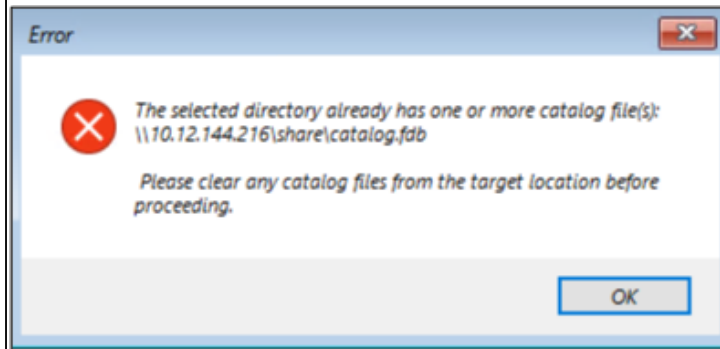 Error
The selected directory already has one or more catalog file(s):
\\10.12.144.216\share\catalog.fdb
Please clear any catalog files from the target location before
proceeding.
OK